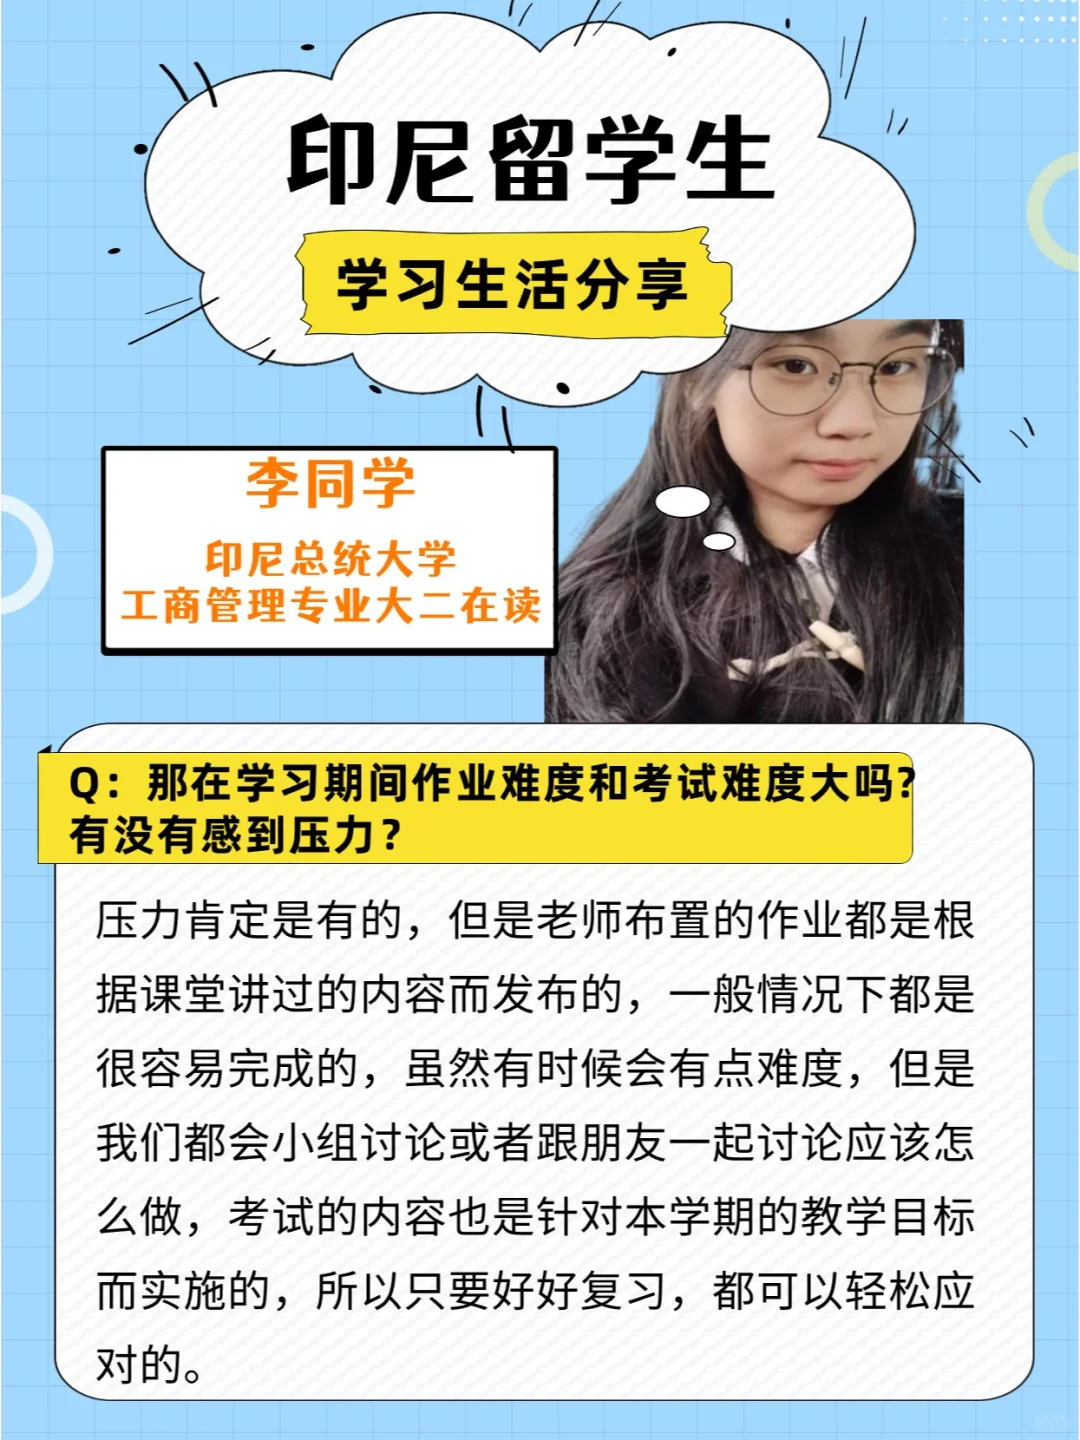 印尼留学生
学习生活分享
李同学
印尼总统大学
工商管理专业大二在读
Q：那在学习期间作业难度和考试难度大吗?
有没有感到压力？
压力肯定是有的，但是老师布置的作业都是根
据课堂讲过的内容而发布的，一般情况下都是
很容易完成的，虽然有时候会有点难度，但是
我们都会小组讨论或者跟朋友一起讨论应该怎
么做，考试的内容也是针对本学期的教学目标
而实施的，所以只要好好复习，都可以轻松应
对的。